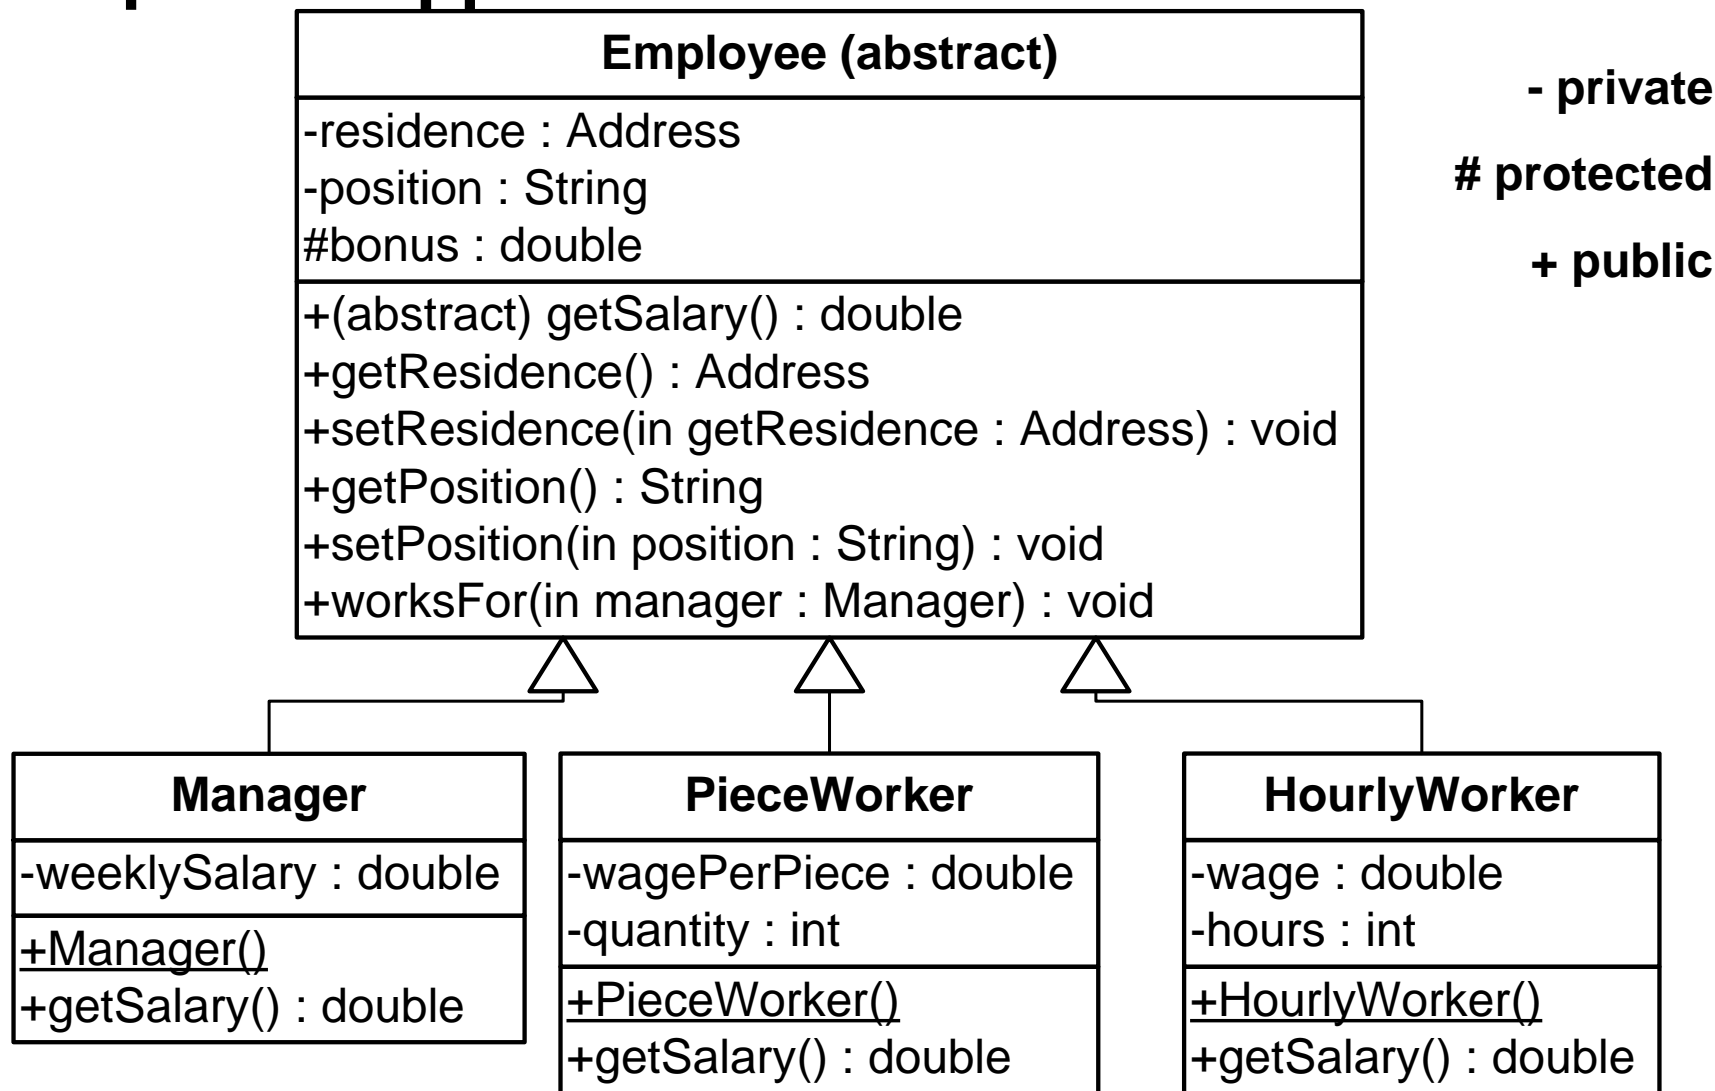 Employee (abstract)
-residence : Address
-position : String
#bonus : double
+(abstract) getSalary() : double
+getResidence() : Address
+setResidence(in getResidence : Address) : void
+getPosition() : String
+setPosition(in position : String) : void
+worksFor(in manager : Manager) : void
- private
# protected
+ public
Manager
-weeklySalary : double
+Manager()
+getSalary() : double
PieceWorker
-wagePerPiece : double
-quantity : int
+PieceWorker()
+getSalary() : double
HourlyWorker
-wage : double
-hours : int
+HourlyWorker()
+getSalary() : double